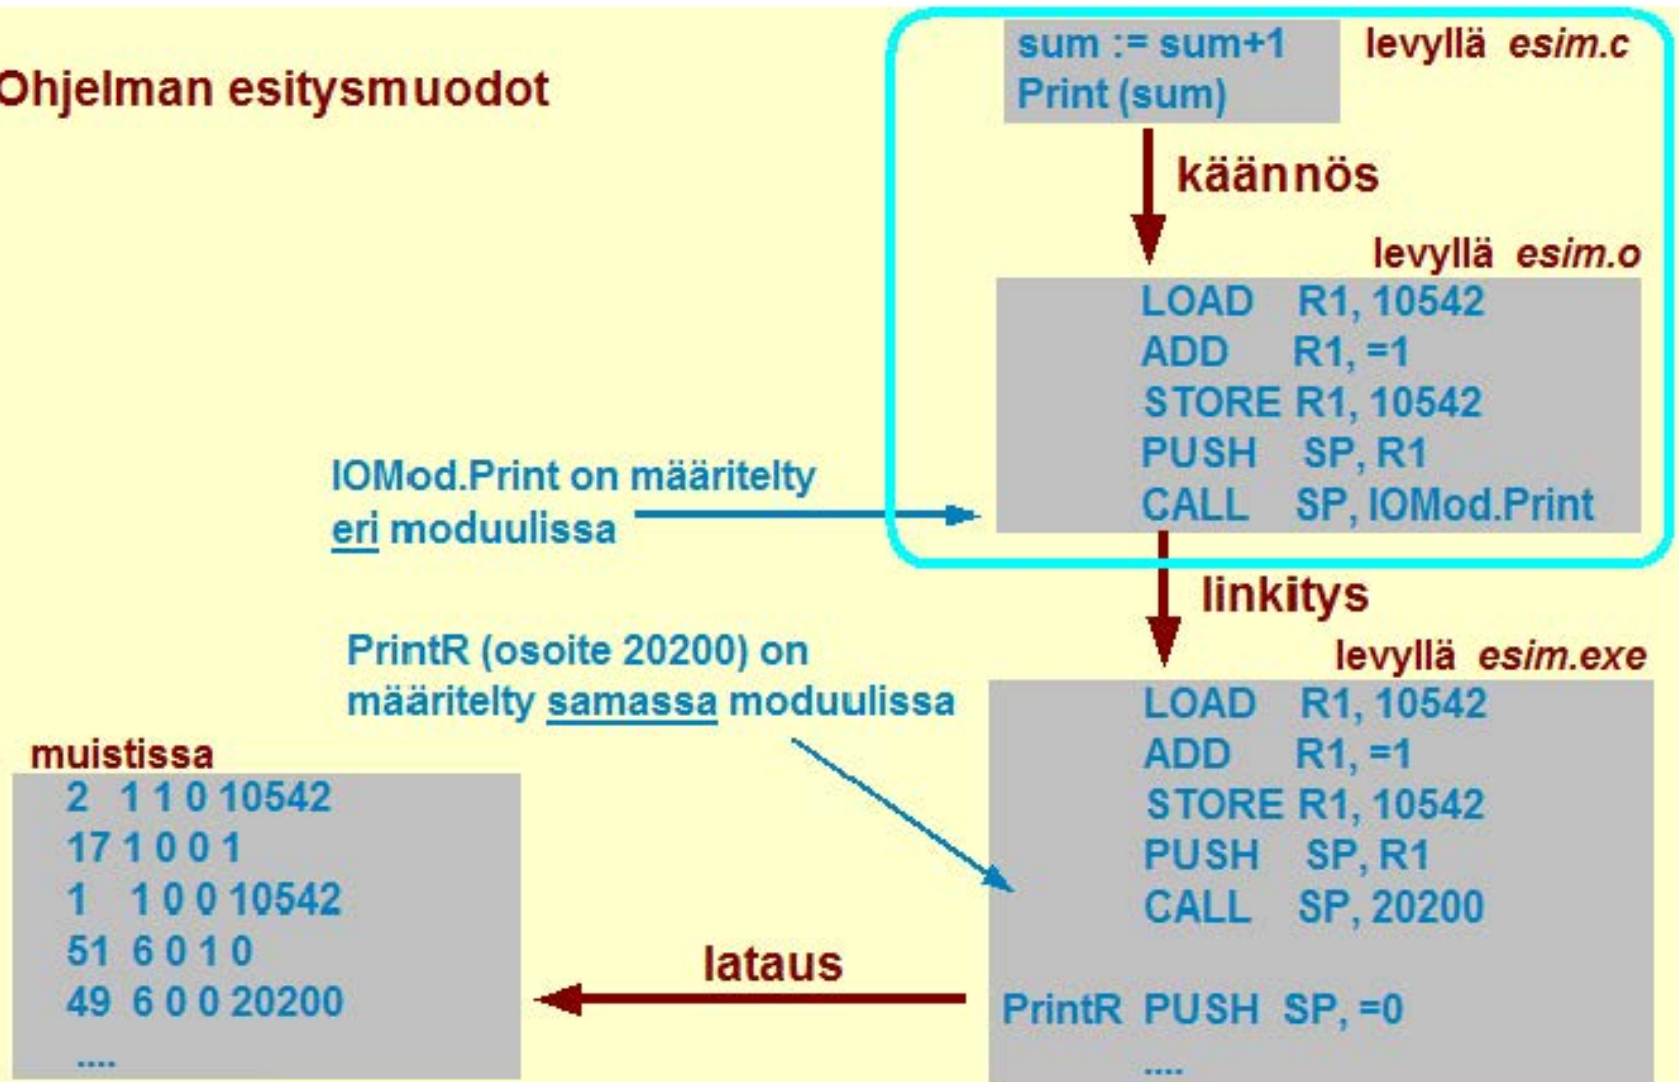 Ohjelman esitysmuodot
sum := sum+1
Print (sum)
levyllä esim.c
käännös
levyllä esim.o
LOAD R1, 10542
ADD R1, =1
STORE R1, 10542
PUSH SP, R1
CALL SP, IOMod.Print
IOMod.Print on määritelty
eri moduulissa
linkitys
PrintR (osoite 20200) on
määritelty samassa moduulissa
levyllä esim.exe
LOAD R1, 10542
ADD R1, =1
STORE R1, 10542
PUSH SP, R1
CALL SP, 20200
PrintR PUSH SP, =0
....
lataus
muistissa
2 1 1 0 10542
17 1 0 0 1
1 1 0 0 10542
51 6 0 1 0
49 6 0 0 20200
....